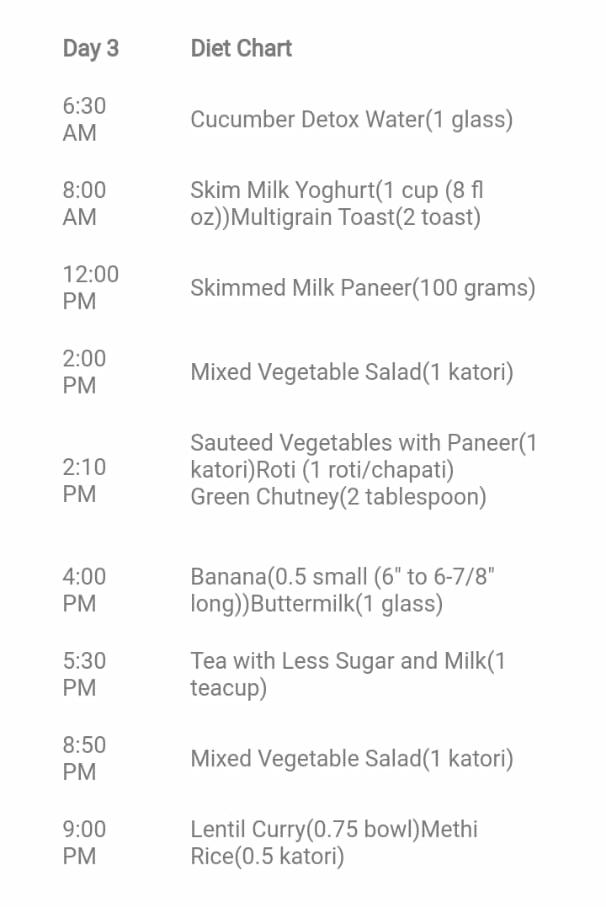 Day 3 Diet Chart
6:30
AM
Cucumber Detox Water(1 glass)
8:00
AM
Skim Milk Yoghurt(1 cup (8 fl
oz))Multigrain Toast(2 toast)
12:00
PM
Skimmed Milk Paneer(100 grams)
2:00
PM
Mixed Vegetable Salad(1 katori)
2:10
PM
Sauteed Vegetables with Paneer(1
katori)Roti (1 roti/chapati)
Green Chutney(2 tablespoon)
4:00
PM
Banana(0.5 small (6" to 6-7/8"
long))Buttermilk(1 glass)
5:30
PM
Tea with Less Sugar and Milk(1
teacup)
8:50
PM
Mixed Vegetable Salad(1 katori)
9:00
PM
Lentil Curry(0.75 bowl)Methi
Rice(0.5 katori)